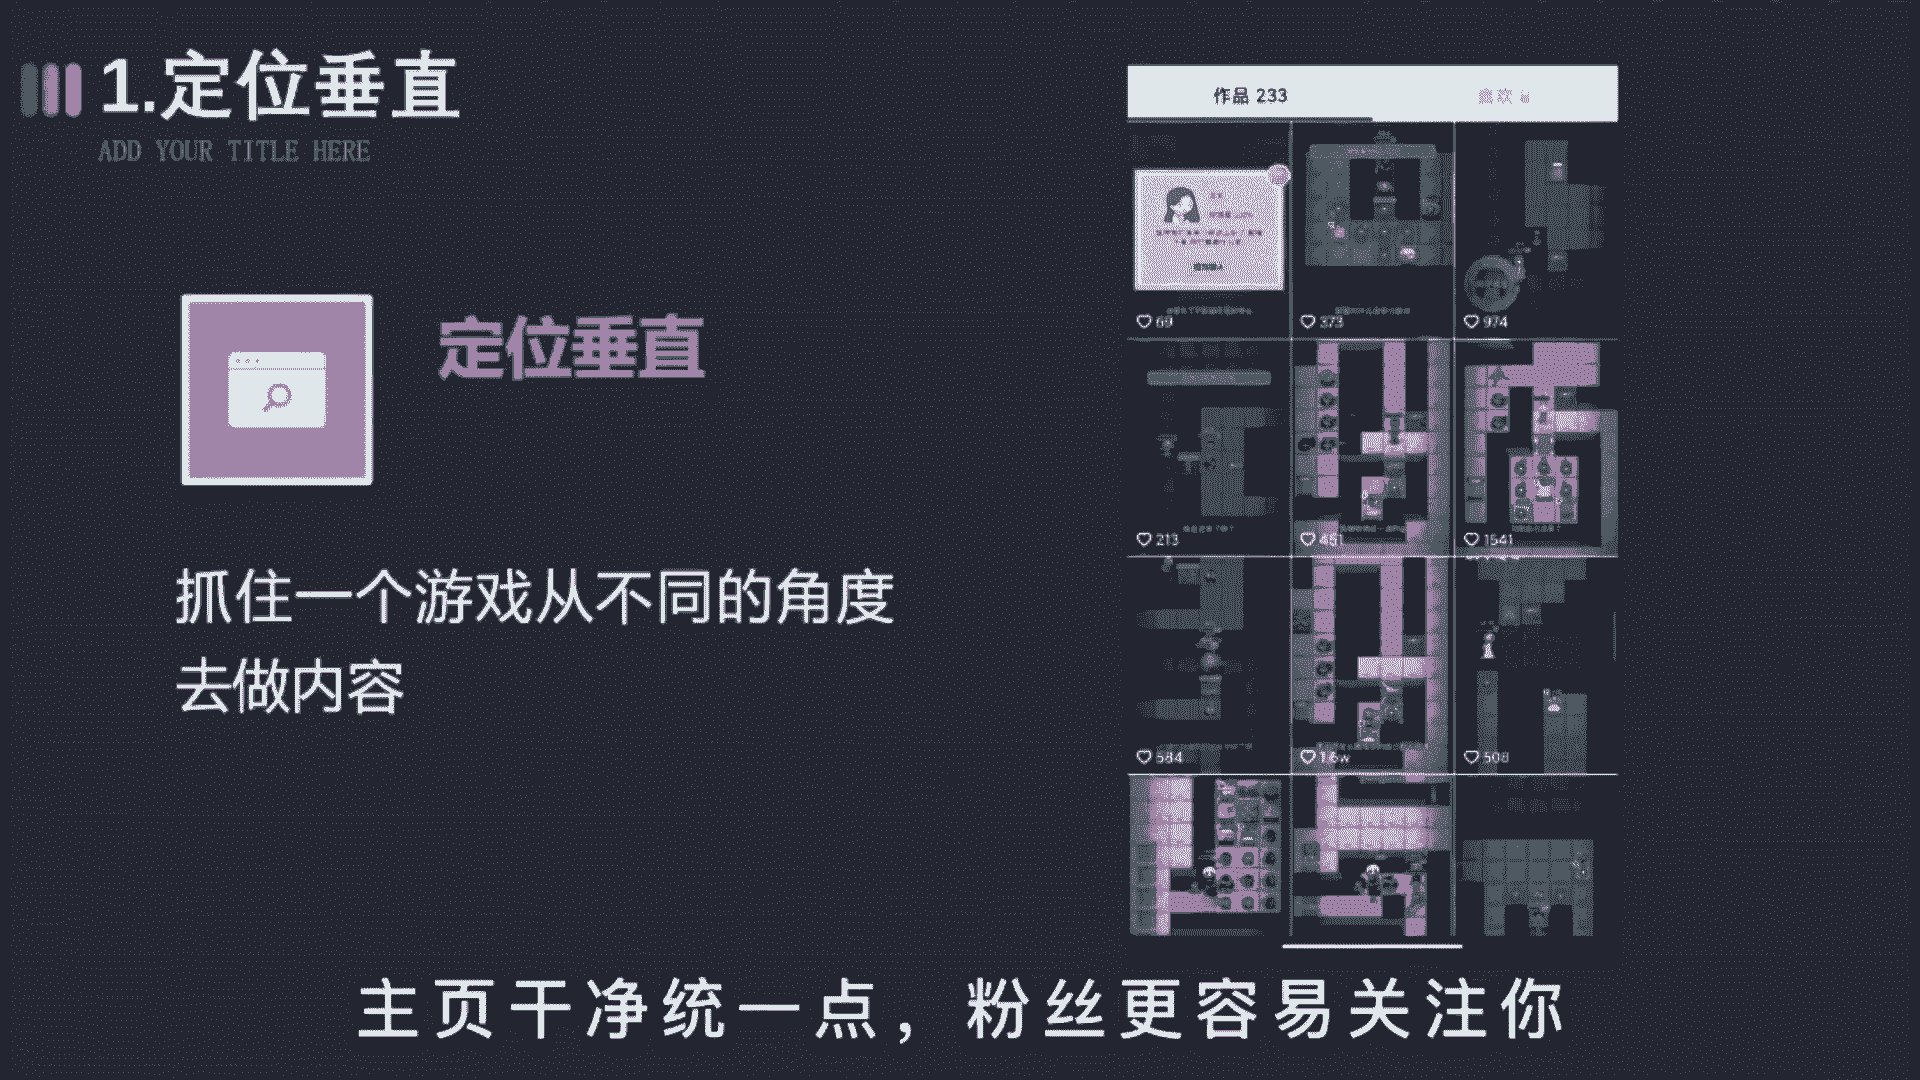 1.定位垂直
ADD YOUR TITLE HERE
定位垂直
抓住一个游戏从不同的角度
去做内容
作品 233
喜欢
69
373
974
213
451
1541
584
1.6w
508
主页干净统一点，粉丝更容易关注你